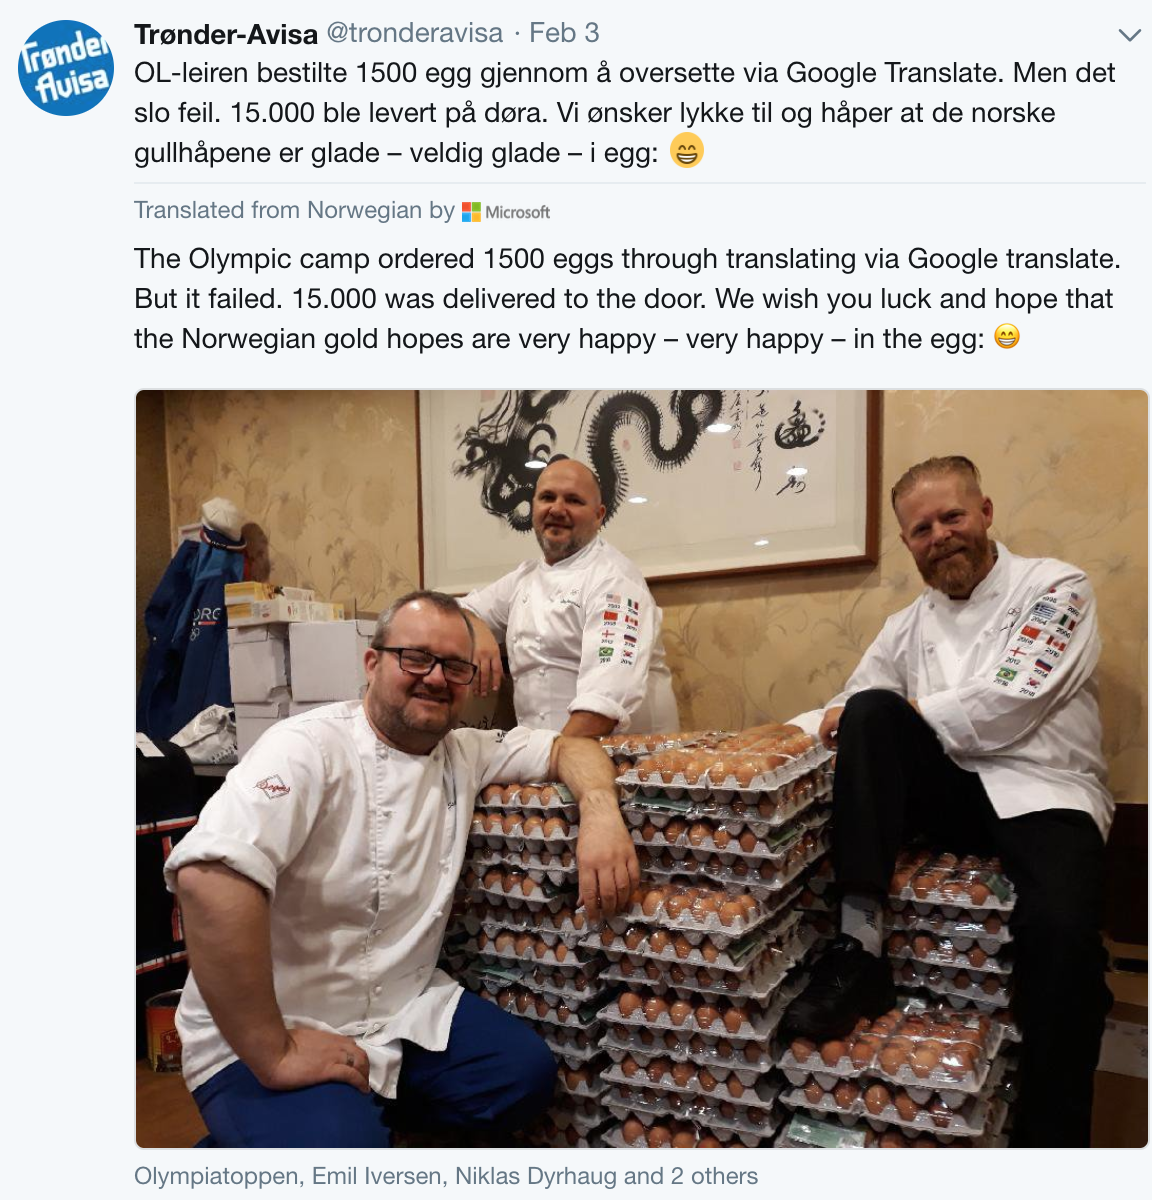 Trønder
Avisa
Trønder-Avisa @tronderavisa · Feb 3
OL-leiren bestilte 1500 egg gjennom å oversette via Google Translate. Men det
slo feil. 15.000 ble levert på døra. Vi ønsker lykke til og håper at de norske
gullhåpene er glade – veldig glade – i egg: 😁
Translated from Norwegian by Microsoft
The Olympic camp ordered 1500 eggs through translating via Google translate.
But it failed. 15.000 was delivered to the door. We wish you luck and hope that
the Norwegian gold hopes are very happy – very happy – in the egg: 😁
2012
2018
Olympiatoppen, Emil Iversen, Niklas Dyrhaug and 2 others